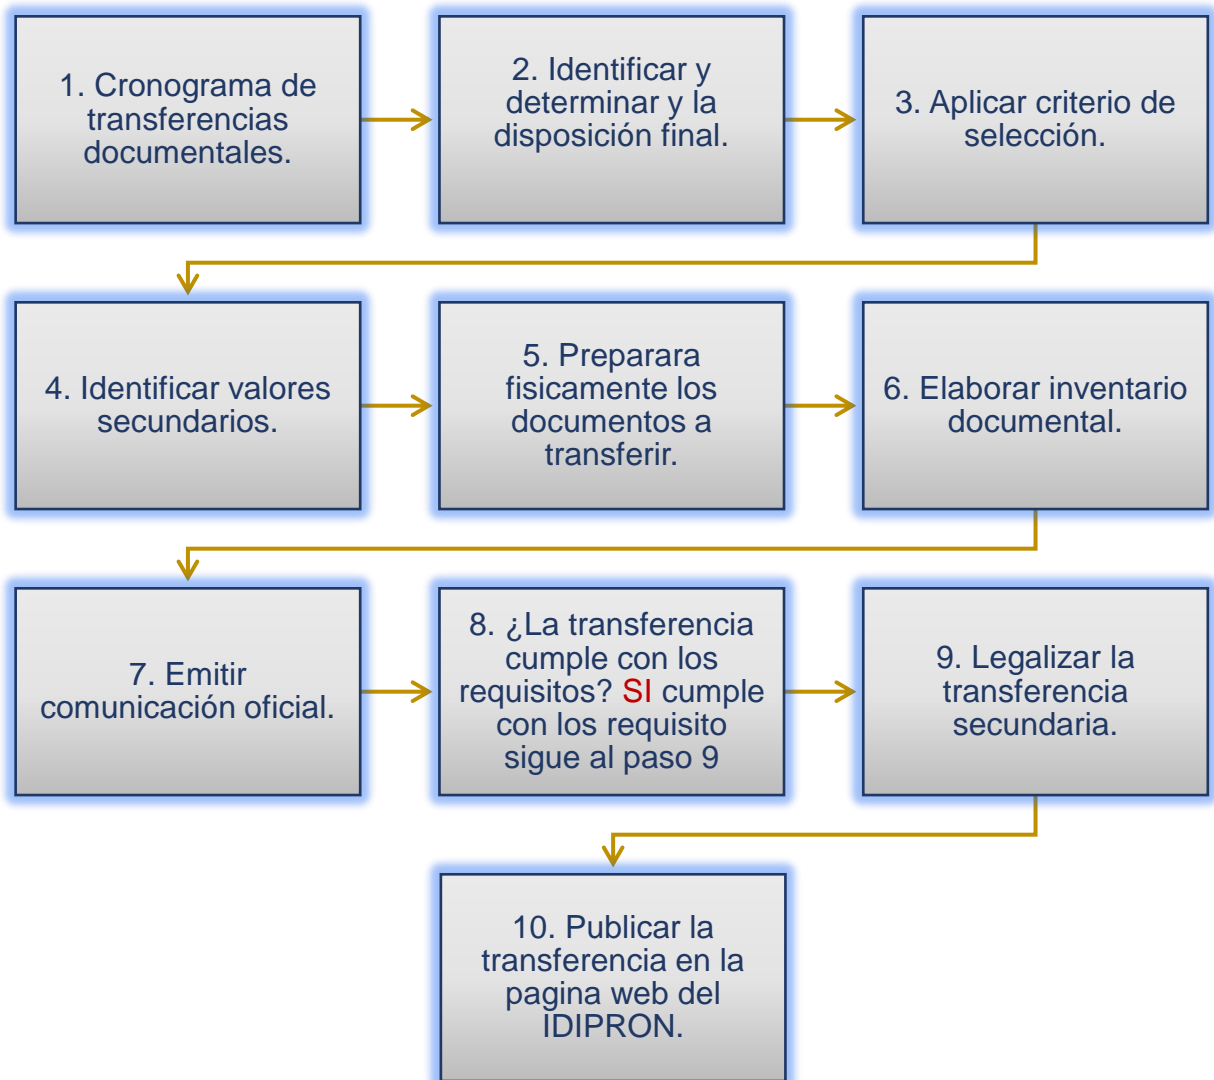 1. Cronograma de
transferencias
documentales.
2. Identificar y
determinar y la
disposición final.
3. Aplicar criterio de
selección.
4. Identificar valores
secundarios.
5. Preparara
fisicamente los
documentos a
transferir.
6. Elaborar inventario
documental.
7. Emitir
comunicación oficial.
8. ¿La transferencia
cumple con los
requisitos? SI cumple
con los requisito
sigue al paso 9
9. Legalizar la
transferencia
secundaria.
10. Publicar la
transferencia en la
pagina web del
IDIPRON.